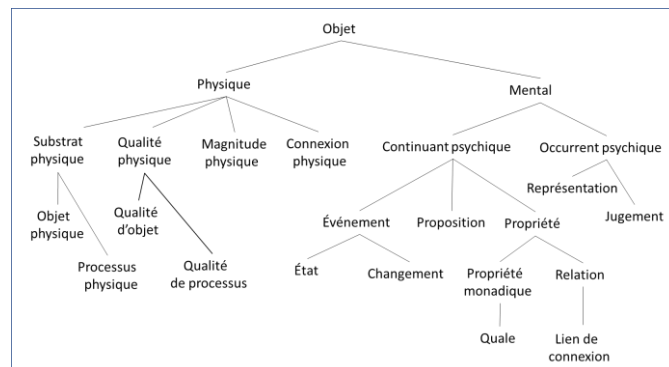 Objet
Physique
Mental
Substrat
physique
Qualité
physique
Magnitude
physique
Connexion
physique
Continuant psychique
Occurrent psychique
Objet
physique
Qualité
d'objet
Processus
physique
Qualité
de processus
Événement
Proposition
Propriété
Représentation
Jugement
État
Changement
Propriété
monadique
Relation
Quale
Lien de
connexion